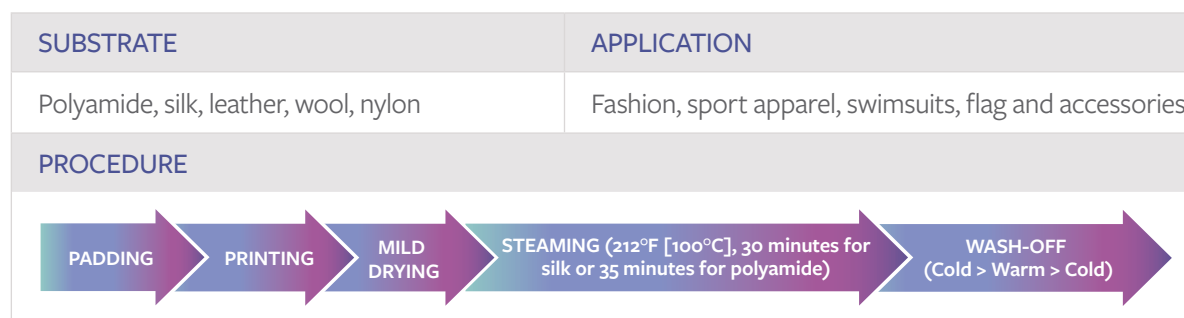 SUBSTRATE
APPLICATION
Polyamide, silk, leather, wool, nylon
Fashion, sport apparel, swimsuits, flag and accessories
PROCEDURE
PADDING
PRINTING
MILD
DRYING
STEAMING (212°F [100°C], 30 minutes for
silk or 35 minutes for polyamide)
WASH-OFF
(Cold > Warm > Cold)